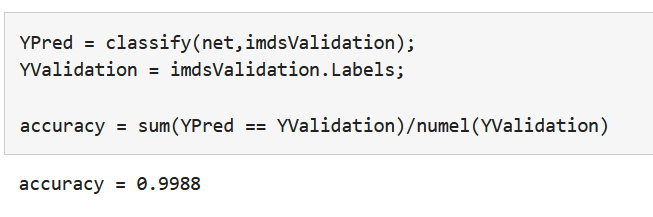 YPred = classify(net,imdsValidation);
YValidation = imdsValidation.Labels;
accuracy = sum(YPred == YValidation)/numel(YValidation)
accuracy = 0.9988